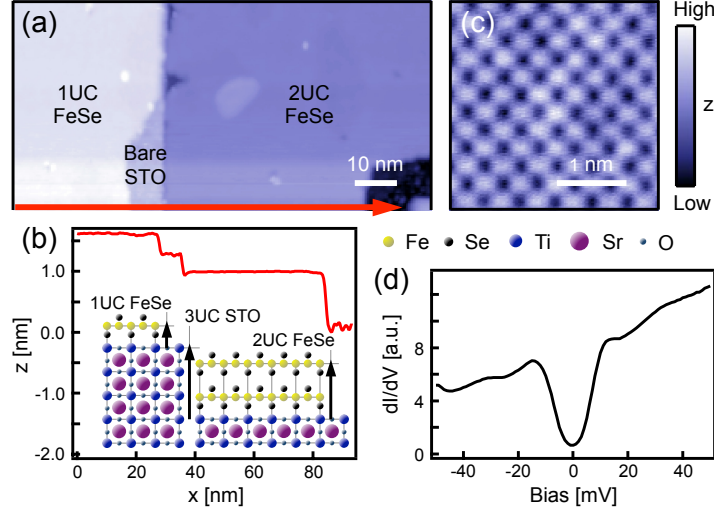 (a)
1UC
FeSe
2UC
FeSe
Bare
STO
10 nm
(c)
1 nm
High
z
Low
Fe Se Ti Sr O
(b)
z [nm]
1.0
0.0
-1.0
-2.0
1UC FeSe
3UC STO
2UC FeSe
0 20 40 60 80
x [nm]
(d)
dI/dV [a.u.]
8
4
0
-40 -20 0 20 40
Bias [mV]